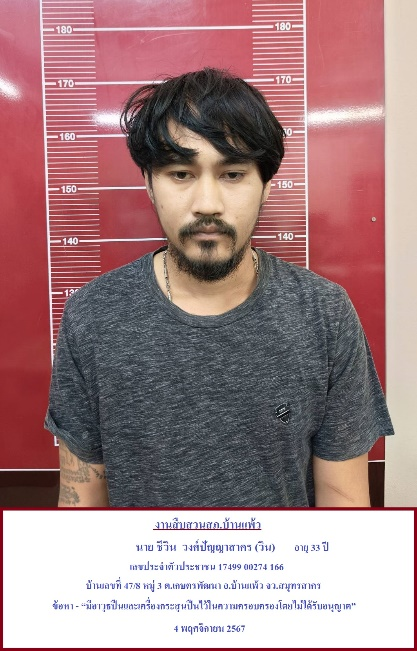 180
180
170
170
160
160
150
150
140
140
งานสืบสวนสภ.บ้านแพ้ว
นาย ชีวิน วงศ์ปัญญาสาคร (วิน) อายุ 33 ปี
เลขประจำตัวประชาชน 17499 00274 166
บ้านเลขที่ 47/8 หมู่ 3 ต.เกษตรพัฒนา อ.บ้านแพ้ว จว.สมุทรสาคร
ข้อหา - “มีอาวุธปืนและเครื่องกระสุนปืนไว้ในความครอบครองโดยไม่ได้รับอนุญาต”
4 พฤศจิกายน 2567